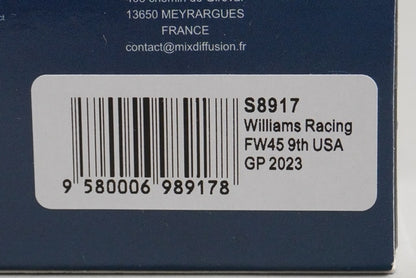 13650 MEYRARGUES
FRANCE
contact@mixdiffusion.fr
S8917
Williams Racing
FW45 9th USA
GP 2023
9 580006 989178